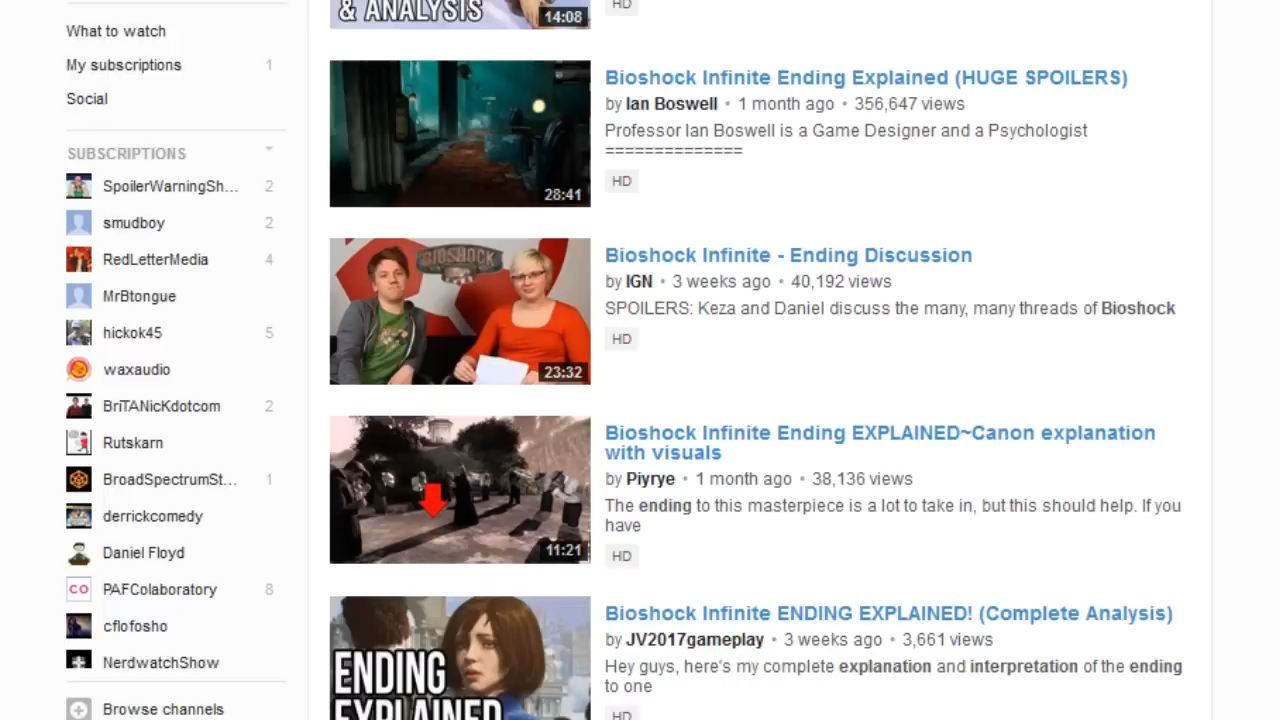 What to watch
My subscriptions 1
Social
SUBSCRIPTIONS
SpoilerWarningSh... 2
smudboy 2
RedLetterMedia 4
MrBtongue
hickok45 5
waxaudio
BriTANicKdotcom 2
Rutskarn
BroadSpectrumSt... 1
derrickcomedy
Daniel Floyd
PAFColaboratory 8
cflofosho
NerdwatchShow
Browse channels
& ANALYSIS
14:08
HD
28:41
Bioshock Infinite Ending Explained (HUGE SPOILERS)
by Ian Boswell • 1 month ago • 356,647 views
Professor Ian Boswell is a Game Designer and a Psychologist
==============
HD
BIOSHOCK
23:32
Bioshock Infinite - Ending Discussion
by IGN • 3 weeks ago • 40,192 views
SPOILERS: Keza and Daniel discuss the many, many threads of Bioshock
HD
11:21
Bioshock Infinite Ending EXPLAINED~Canon explanation
with visuals
by Piyrye • 1 month ago • 38,136 views
The ending to this masterpiece is a lot to take in, but this should help. If you
have
HD
ENDING
EXPLAINED
Bioshock Infinite ENDING EXPLAINED! (Complete Analysis)
by JV2017gameplay • 3 weeks ago • 3,661 views
Hey guys, here's my complete explanation and interpretation of the ending
to one
HD